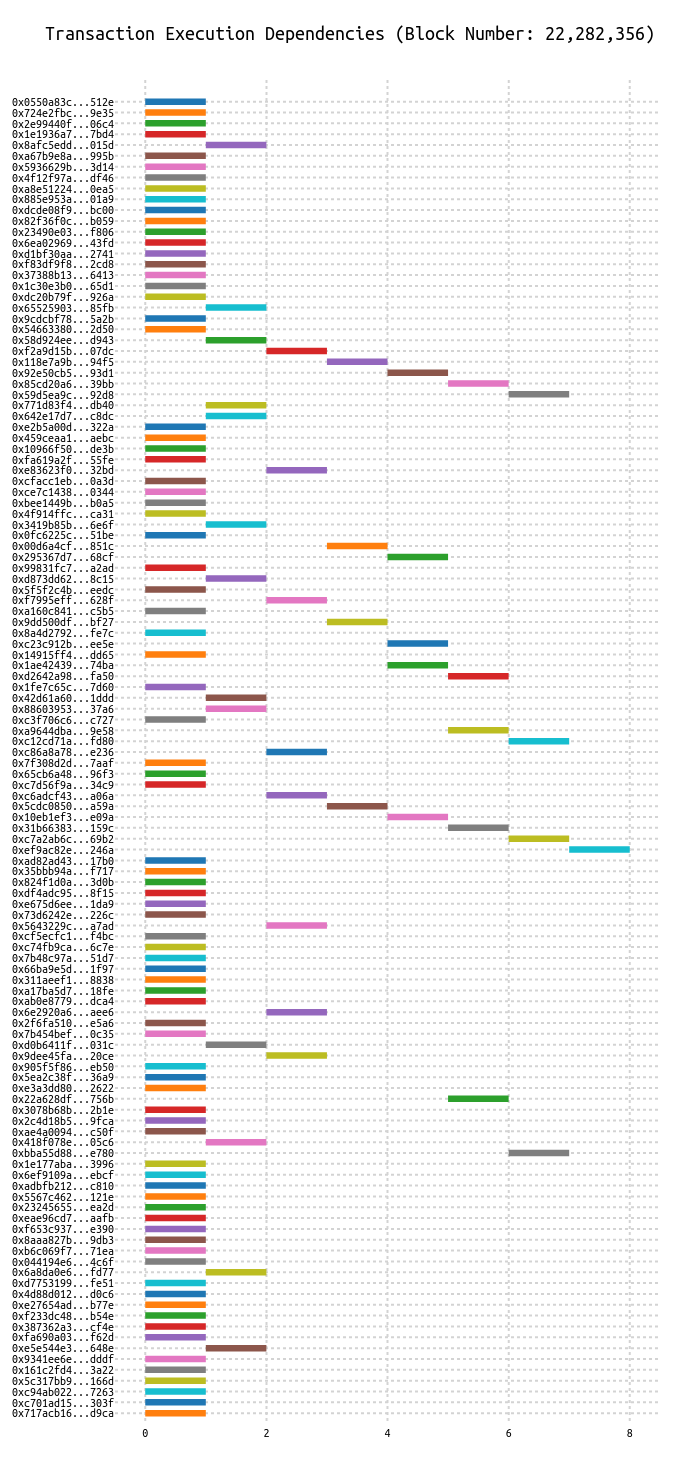 Transaction Execution Dependencies (Block Number: 22,282,356)
0x0550a83c...512e
0x724e2fbc...9e35
0x2e99440f...06c4
0x1e1936a7...7bd4
0x8afc5edd...015d
0xa67b9e8a...995b
0x5936629b...3d14
0x4f12f97a...df46
0xa8e51224...0ea5
0x885e953a...01a9
0xdcde08f9...bc00
0x82f36f0c...b059
0x23490e03...f806
0x6ea02969...43fd
0xd1bf30aa...2741
0xf83df9f8...2cd8
0x37388b13...6413
0x1c30e3b0...65d1
0xdc20b79f...926a
0x65525903...85fb
0x9cdcbf78...5a2b
0x54663380...2d50
0x58d924ee...d943
0xf2a9d15b...07dc
0x118e7a9b...94f5
0x92e50cb5...93d1
0x85cd20a6...39bb
0x59d5ea9c...92d8
0x771d83f4...db40
0x642e17d7...c8dc
0xe2b5a00d...322a
0x459ceaa1...aebc
0x10966f50...de3b
0xfa619a2f...55fe
0xe83623f0...32bd
0xcfacc1eb...0a3d
0xce7c1438...0344
0xbee1449b...b0a5
0x4f914ffc...ca31
0x3419b85b...6e6f
0x0fc6225c...51be
0x00d6a4cf...851c
0x295367d7...68cf
0x99831fc7...a2ad
0xd873dd62...8c15
0x5f5f2c4b...eedc
0xf7995eff...628f
0xa160c841...c5b5
0x9dd500df...bf27
0x8a4d2792...fe7c
0xc23c912b...ee5e
0x14915ff4...dd65
0x1ae42439...74ba
0xd2642a98...fa50
0x1fe7c65c...7d60
0x42d61a60...1ddd
0x88603953...37a6
0xc3f706c6...c727
0xa9644dba...9e58
0xc12cd71a...fd80
0xc86a8a78...e236
0x7f308d2d...7aaf
0x65cb6a48...96f3
0xc7d56f9a...34c9
0xc6adcf43...a06a
0x5cdc0850...a59a
0x10eb1ef3...e09a
0x31b66383...159c
0xc7a2ab6c...69b2
0xef9ac82e...246a
0xad82ad43...17b0
0x35bbb94a...f717
0x824f1d0a...3d0b
0xdf4adc95...8f15
0xe675d6ee...1da9
0x73d6242e...226c
0x5643229c...a7ad
0xcf5ecfc1...f4bc
0xc74fb9ca...6c7e
0x7b48c97a...51d7
0x66ba9e5d...1f97
0x311aeef1...8838
0xa17ba5d7...18fe
0xab0e8779...dca4
0x6e2920a6...aee6
0x2f6fa510...e5a6
0x7b454bef...0c35
0xd0b6411f...031c
0x9dee45fa...20ce
0x905f5f86...eb50
0x5ea2c38f...36a9
0xe3a3dd80...2622
0x22a628df...756b
0x3078b68b...2b1e
0x2c4d18b5...9fca
0xae4a0094...c50f
0x418f078e...05c6
0xbba55d88...e780
0x1e177aba...3996
0x6ef9109a...ebcf
0xadbfb212...c810
0x5567c462...121e
0x23245655...ea2d
0xeae96cd7...aafb
0xf653c937...e390
0x8aaa827b...9db3
0xb6c069f7...71ea
0x044194e6...4c6f
0x6a8da0e6...fd77
0xd7753199...fe51
0x4d88d012...d0c6
0xe27654ad...b77e
0xf233dc48...b54e
0x387362a3...cf4e
0xfa690a03...f62d
0xe5e544e3...648e
0x9341ee6e...dddf
0x161c2fd4...3a22
0x5c317bb9...166d
0xc94ab022...7263
0xc701ad15...303f
0x717acb16...d9ca
0 2 4 6 8